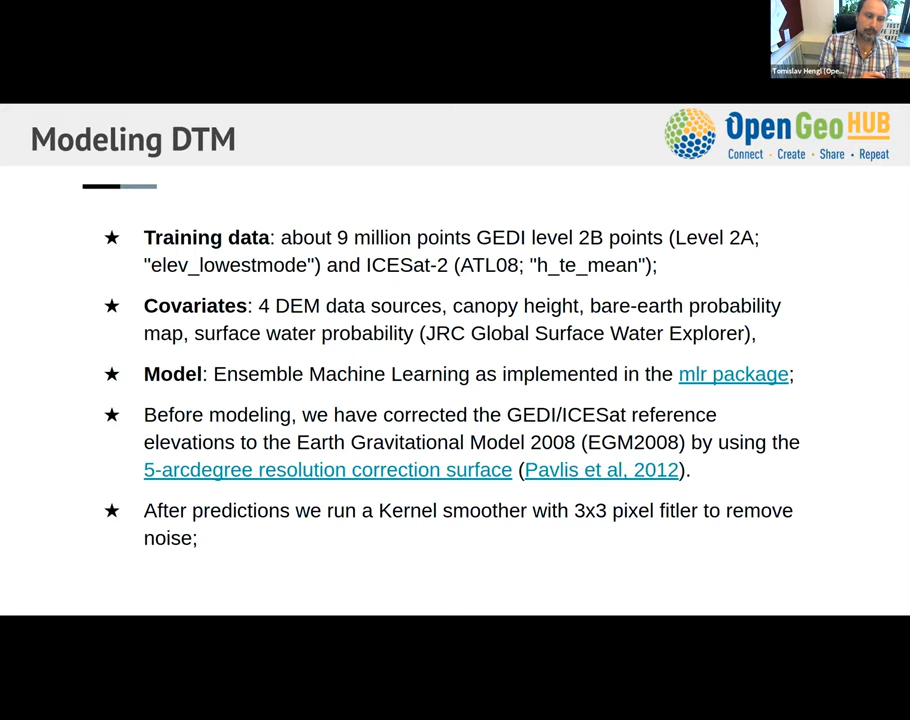 Tomislav Hengl (Ope...
Modeling DTM
OpenGeoHUB
Connect · Create · Share · Repeat
★ Training data: about 9 million points GEDI level 2B points (Level 2A;
"elev_lowestmode") and ICESat-2 (ATL08; "h_te_mean");
★ Covariates: 4 DEM data sources, canopy height, bare-earth probability
map, surface water probability (JRC Global Surface Water Explorer),
★ Model: Ensemble Machine Learning as implemented in the mlr package;
★ Before modeling, we have corrected the GEDI/ICESat reference
elevations to the Earth Gravitational Model 2008 (EGM2008) by using the
5-arcdegree resolution correction surface (Pavlis et al, 2012).
★ After predictions we run a Kernel smoother with 3x3 pixel fitler to remove
noise;